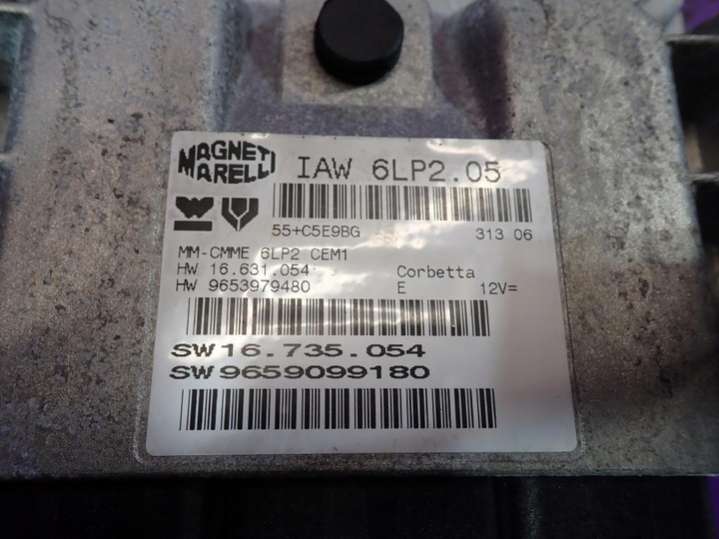 MAGNETI MARELLI
IAW 6LP2.05
55+C5E9BG 313 06
MM-CMME 6LP2 CEM1
HW 16.631.054 Corbetta
HW 9653979480 E 12V=
SW 16.735.054
SW 9659099180